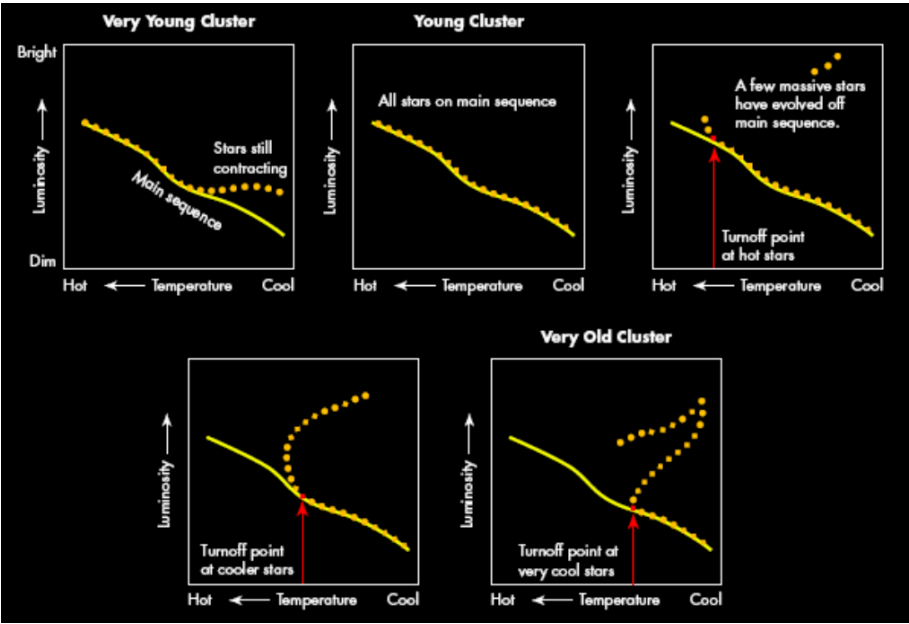 Very Young Cluster
Bright
Luminosity
Stars still
contracting
Main sequence
Dim
Hot
Temperature
Cool
Young Cluster
All stars on main sequence
Luminosity
Hot
Temperature
Cool
A few massive stars
have evolved off
main sequence.
Luminosity
Turnoff point
at hot stars
Hot
Temperature
Cool
Luminosity
Turnoff point
at cooler stars
Hot
Temperature
Cool
Very Old Cluster
Luminosity
Turnoff point at
very cool stars
Hot
Temperature
Cool